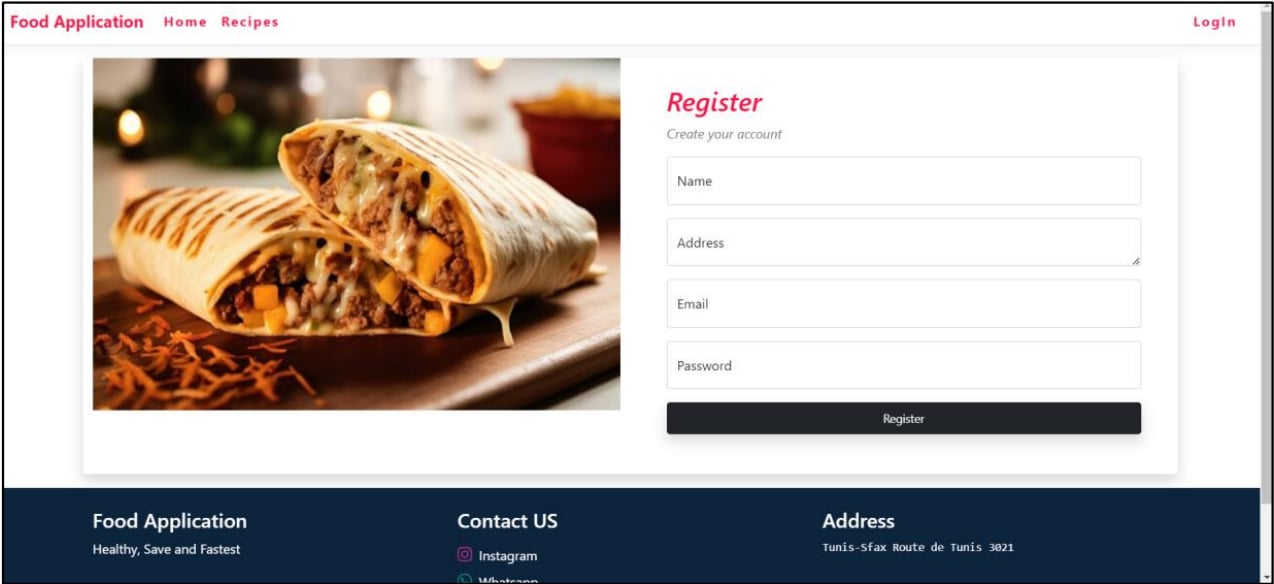 Food Application Home Recipes LogIn
Register
Create your account
Name
Address
Email
Password
Register
Food Application
Healthy, Save and Fastest
Contact US
Instagram
Whatsapp
Address
Tunis-Sfax Route de Tunis 3021